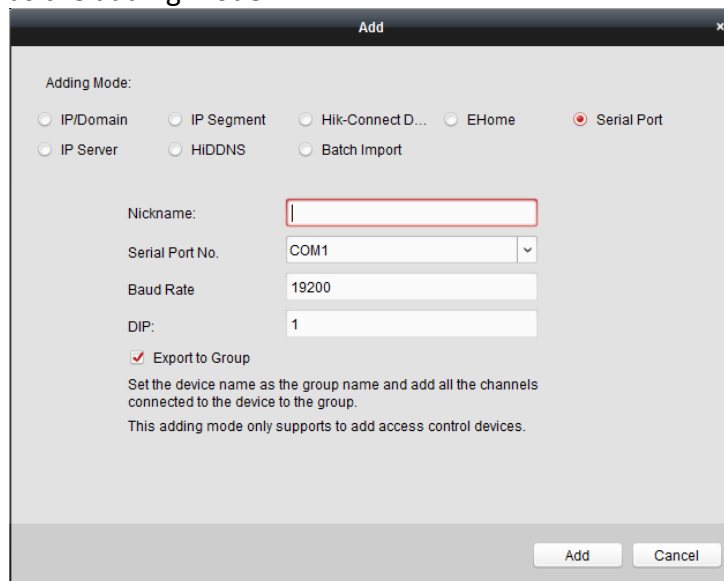 Add ×
Adding Mode:
IP/Domain IP Segment Hik-Connect D... EHome Serial Port
IP Server HiDDNS Batch Import
Nickname:
Serial Port No. COM1
Baud Rate 19200
DIP: 1
Export to Group
Set the device name as the group name and add all the channels
connected to the device to the group.
This adding mode only supports to add access control devices.
Add Cancel